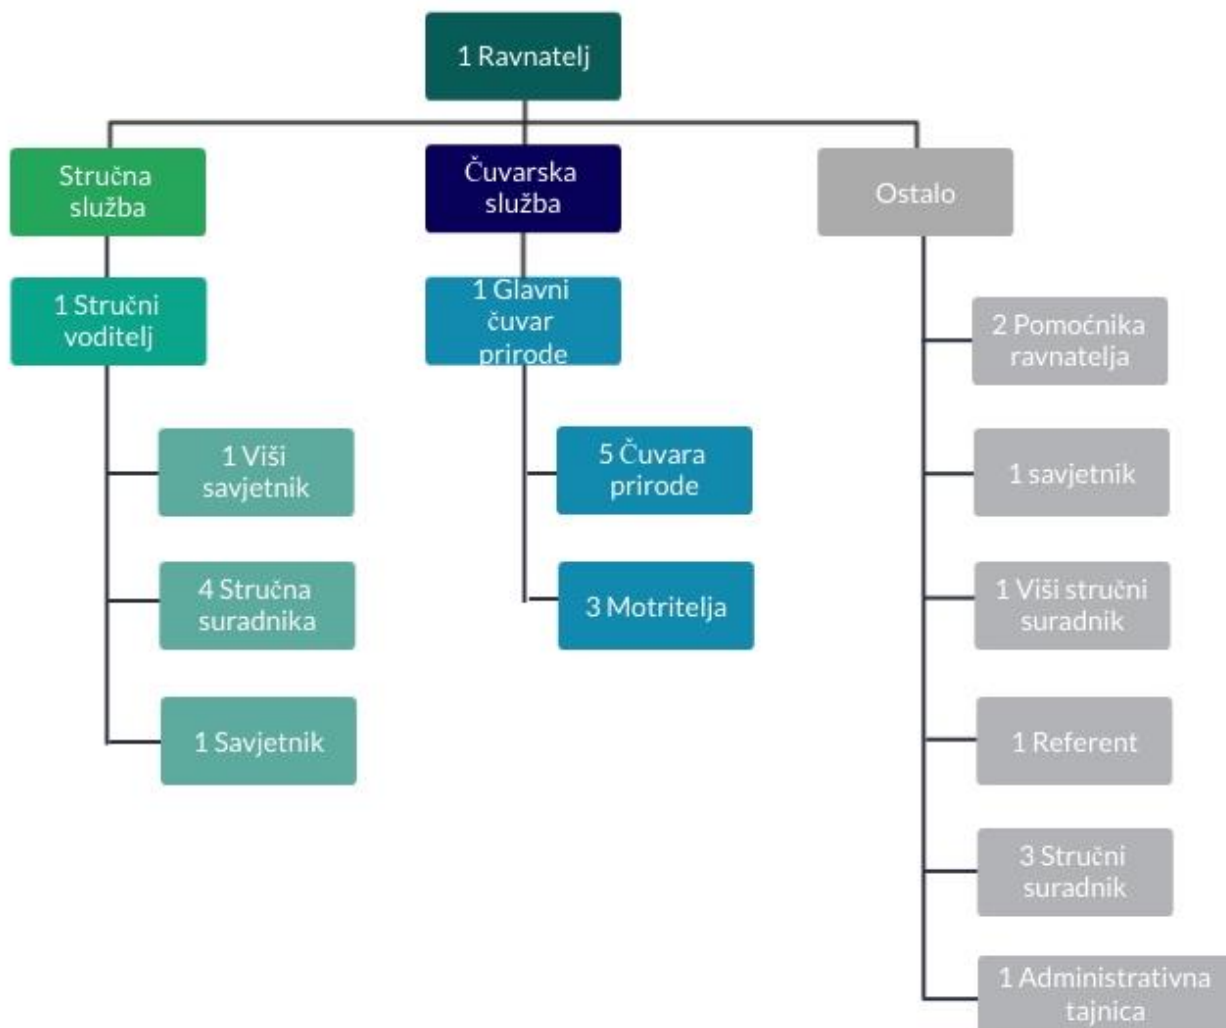 1 Ravnatelj
Stručna
služba
1 Stručni
voditelj
1 Viši
savjetnik
4 Stručna
suradnika
1 Savjetnik
Čuvarska
služba
1 Glavni
čuvar
prirode
5 Čuvara
prirode
3 Motritelja
Ostalo
2 Pomoćnika
ravnatelja
1 savjetnik
1 Viši stručni
suradnik
1 Referent
3 Stručni
suradnik
1 Administrativna
tajnica